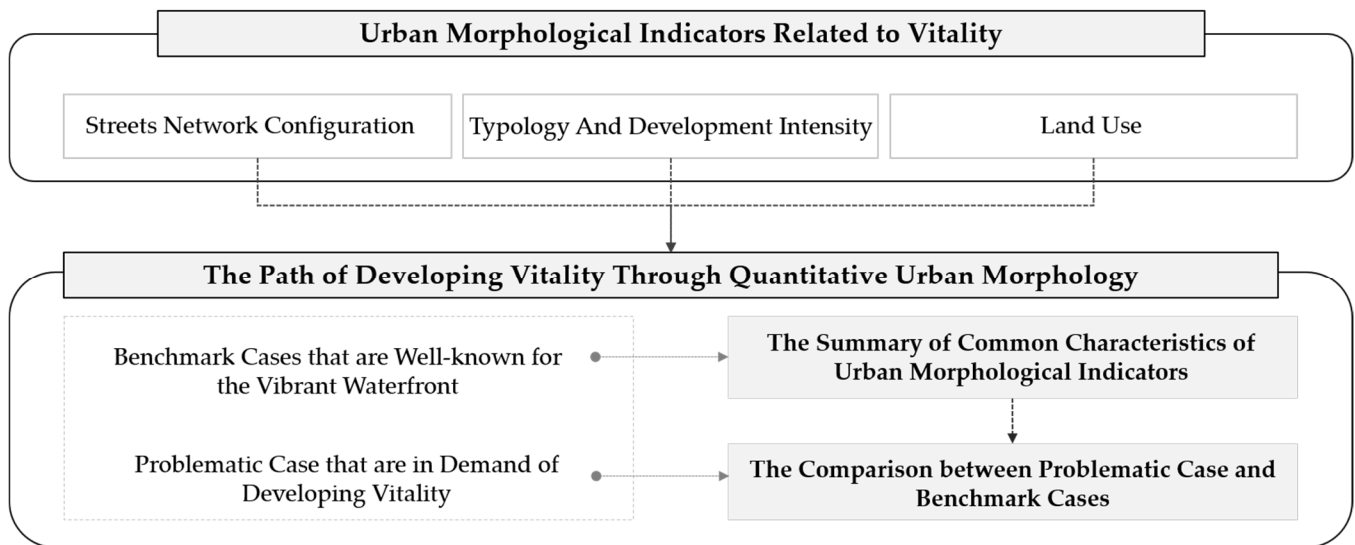 Urban Morphological Indicators Related to Vitality
Streets Network Configuration
Typology And Development Intensity
Land Use
The Path of Developing Vitality Through Quantitative Urban Morphology
Benchmark Cases that are Well-known for
the Vibrant Waterfront
The Summary of Common Characteristics of
Urban Morphological Indicators
Problematic Case that are in Demand of
Developing Vitality
The Comparison between Problematic Case and
Benchmark Cases